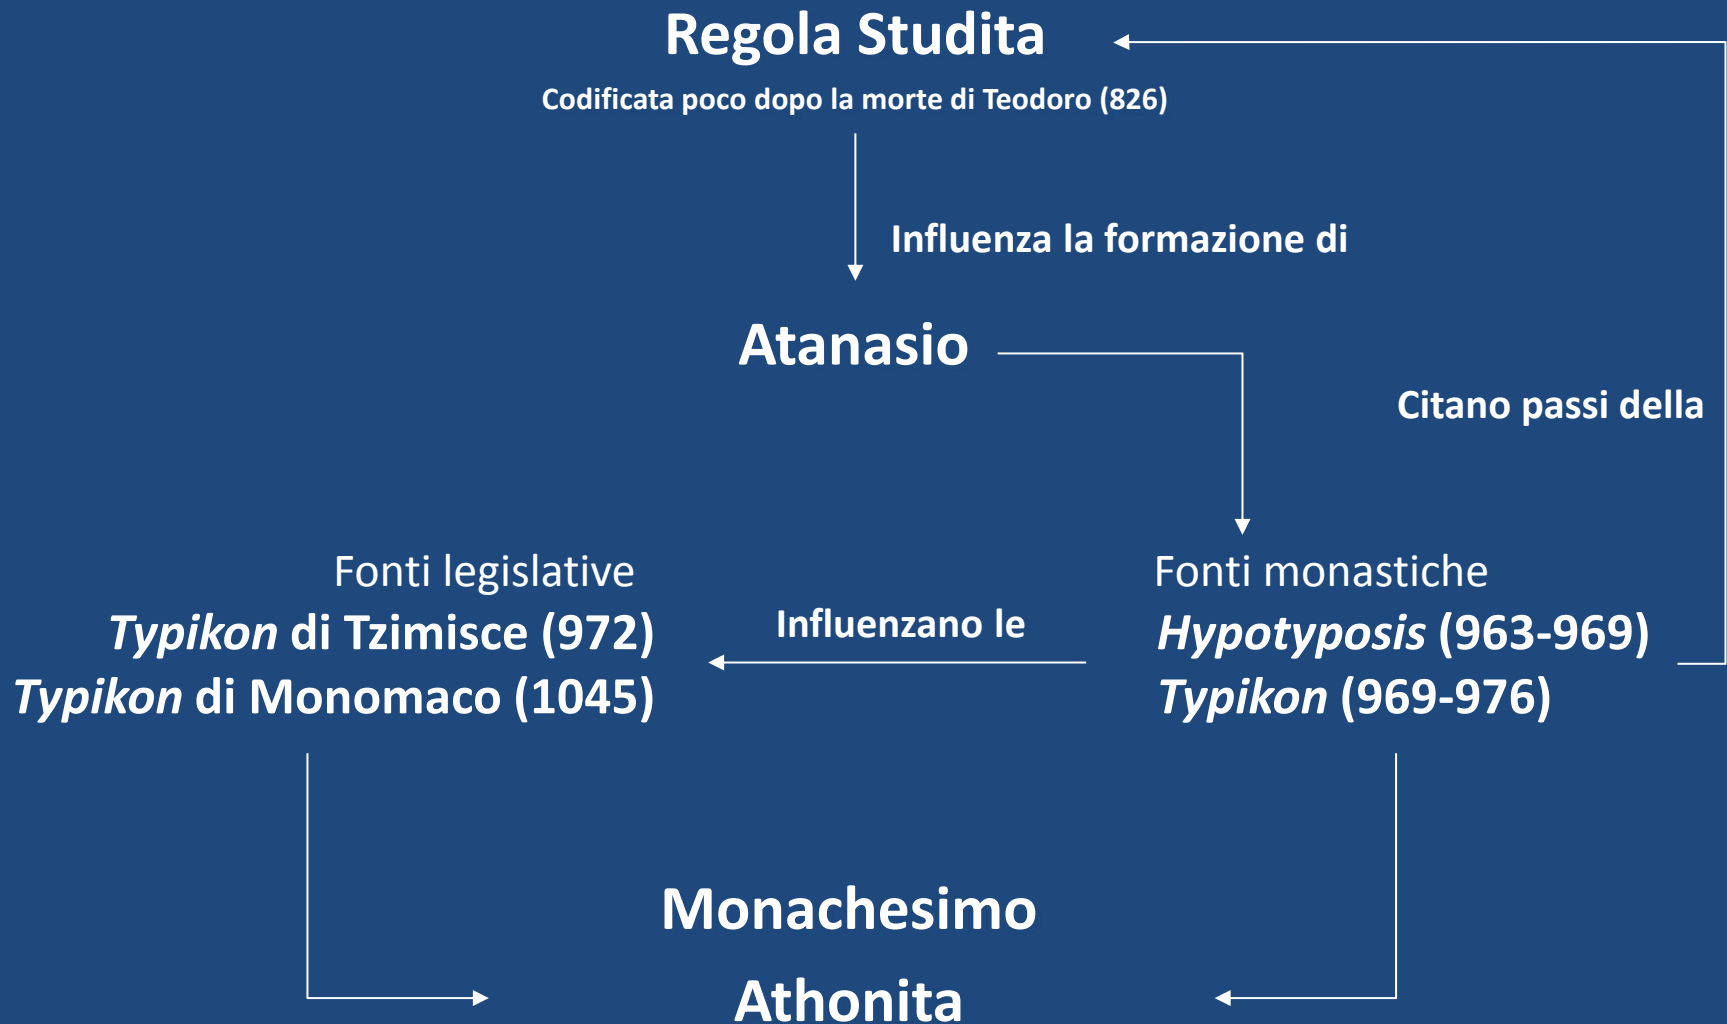 Regola Studita
Codificata poco dopo la morte di Teodoro (826)
Influenza la formazione di
Atanasio
Citano passi della
Fonti legislative
Typikon di Tzimisce (972)
Typikon di Monomaco (1045)
Influenzano le
Fonti monastiche
Hypotyposis (963-969)
Typikon (969-976)
Monachesimo
Athonita